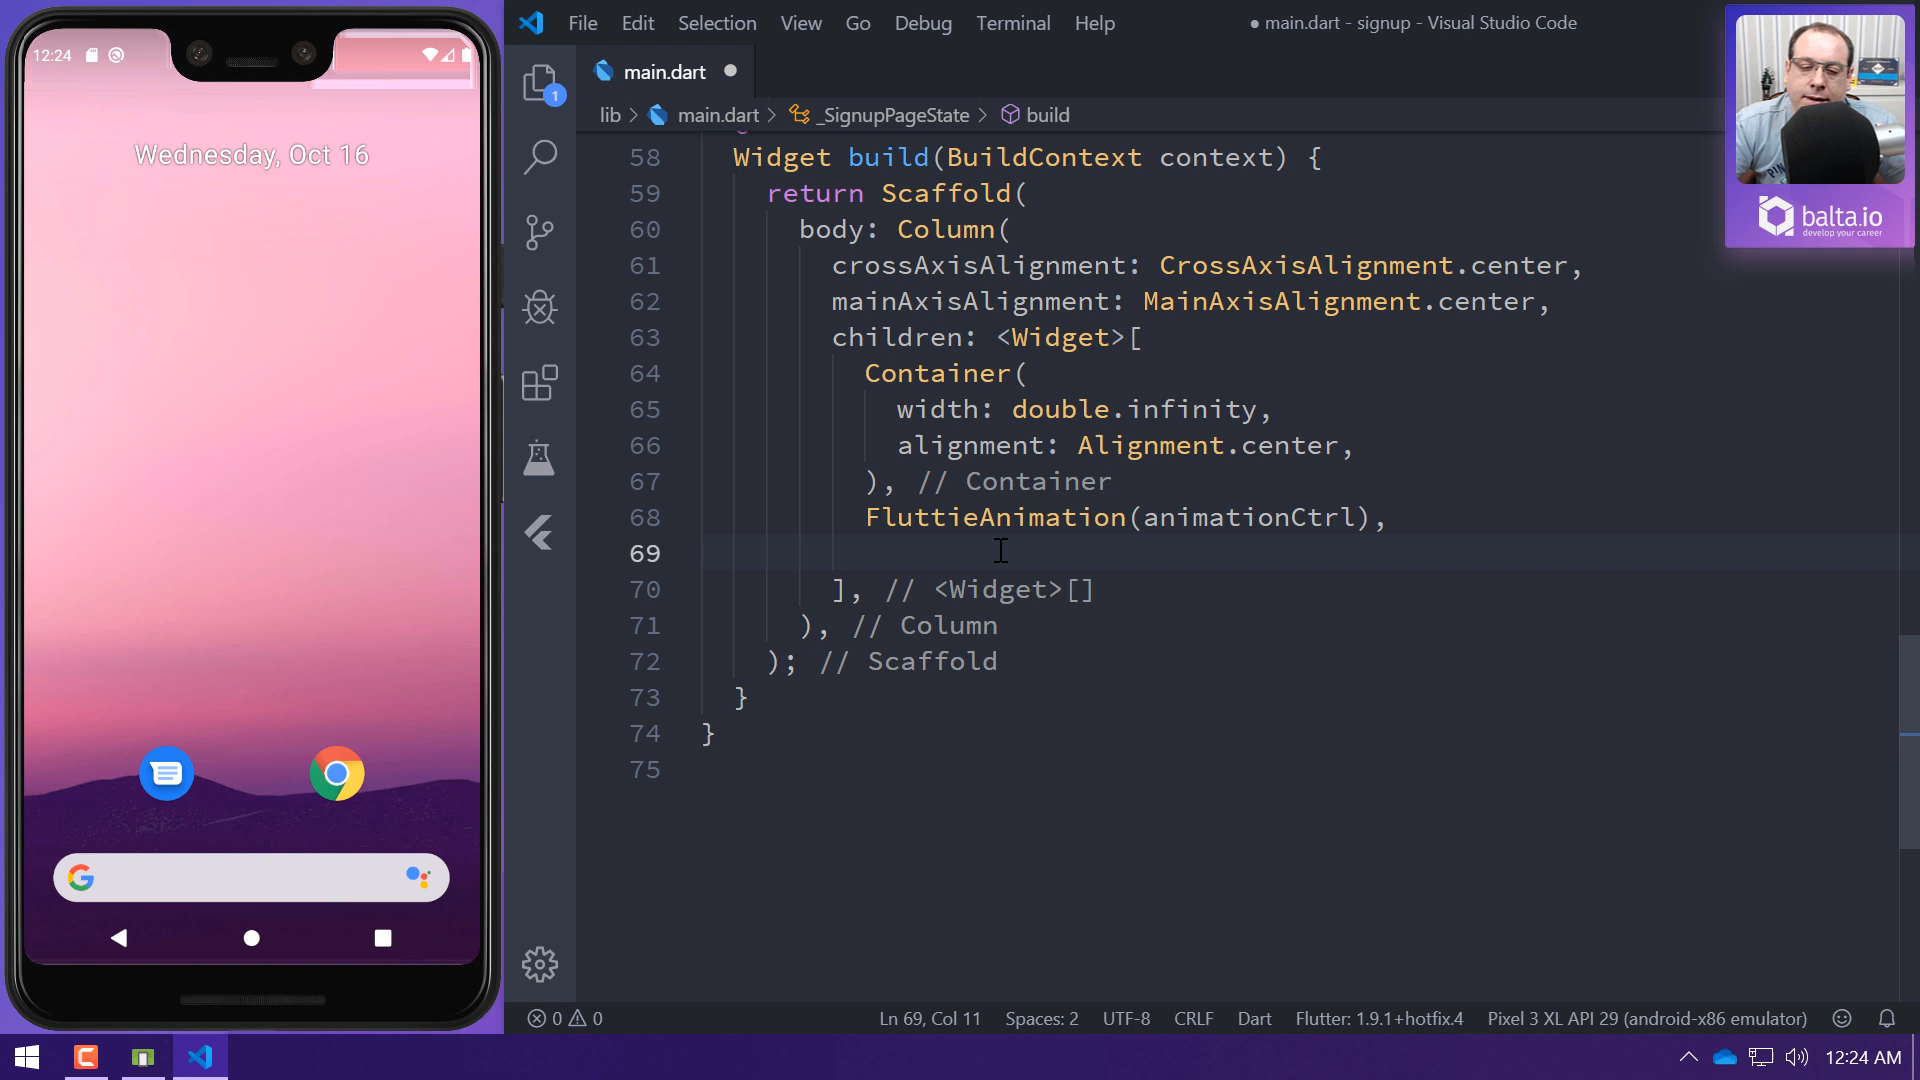 12:24
Wednesday, Oct 16
File Edit Selection View Go Debug Terminal Help
● main.dart - signup - Visual Studio Code
main.dart
1
lib > main.dart > _SignupPageState > build
58 Widget build(BuildContext context) {
59 return Scaffold(
60 body: Column(
61 crossAxisAlignment: CrossAxisAlignment.center,
62 mainAxisAlignment: MainAxisAlignment.center,
63 children: <Widget>[
64 Container(
65 width: double.infinity,
66 alignment: Alignment.center,
67 ), // Container
68 FluttieAnimation(animationCtrl),
69
70 ], // <Widget>[]
71 ), // Column
72 ); // Scaffold
73 }
74 }
75
balta.io
develop your career
0 0
Ln 69, Col 11 Spaces: 2 UTF-8 CRLF Dart Flutter: 1.9.1+hotfix.4 Pixel 3 XL API 29 (android-x86 emulator)
12:24 AM